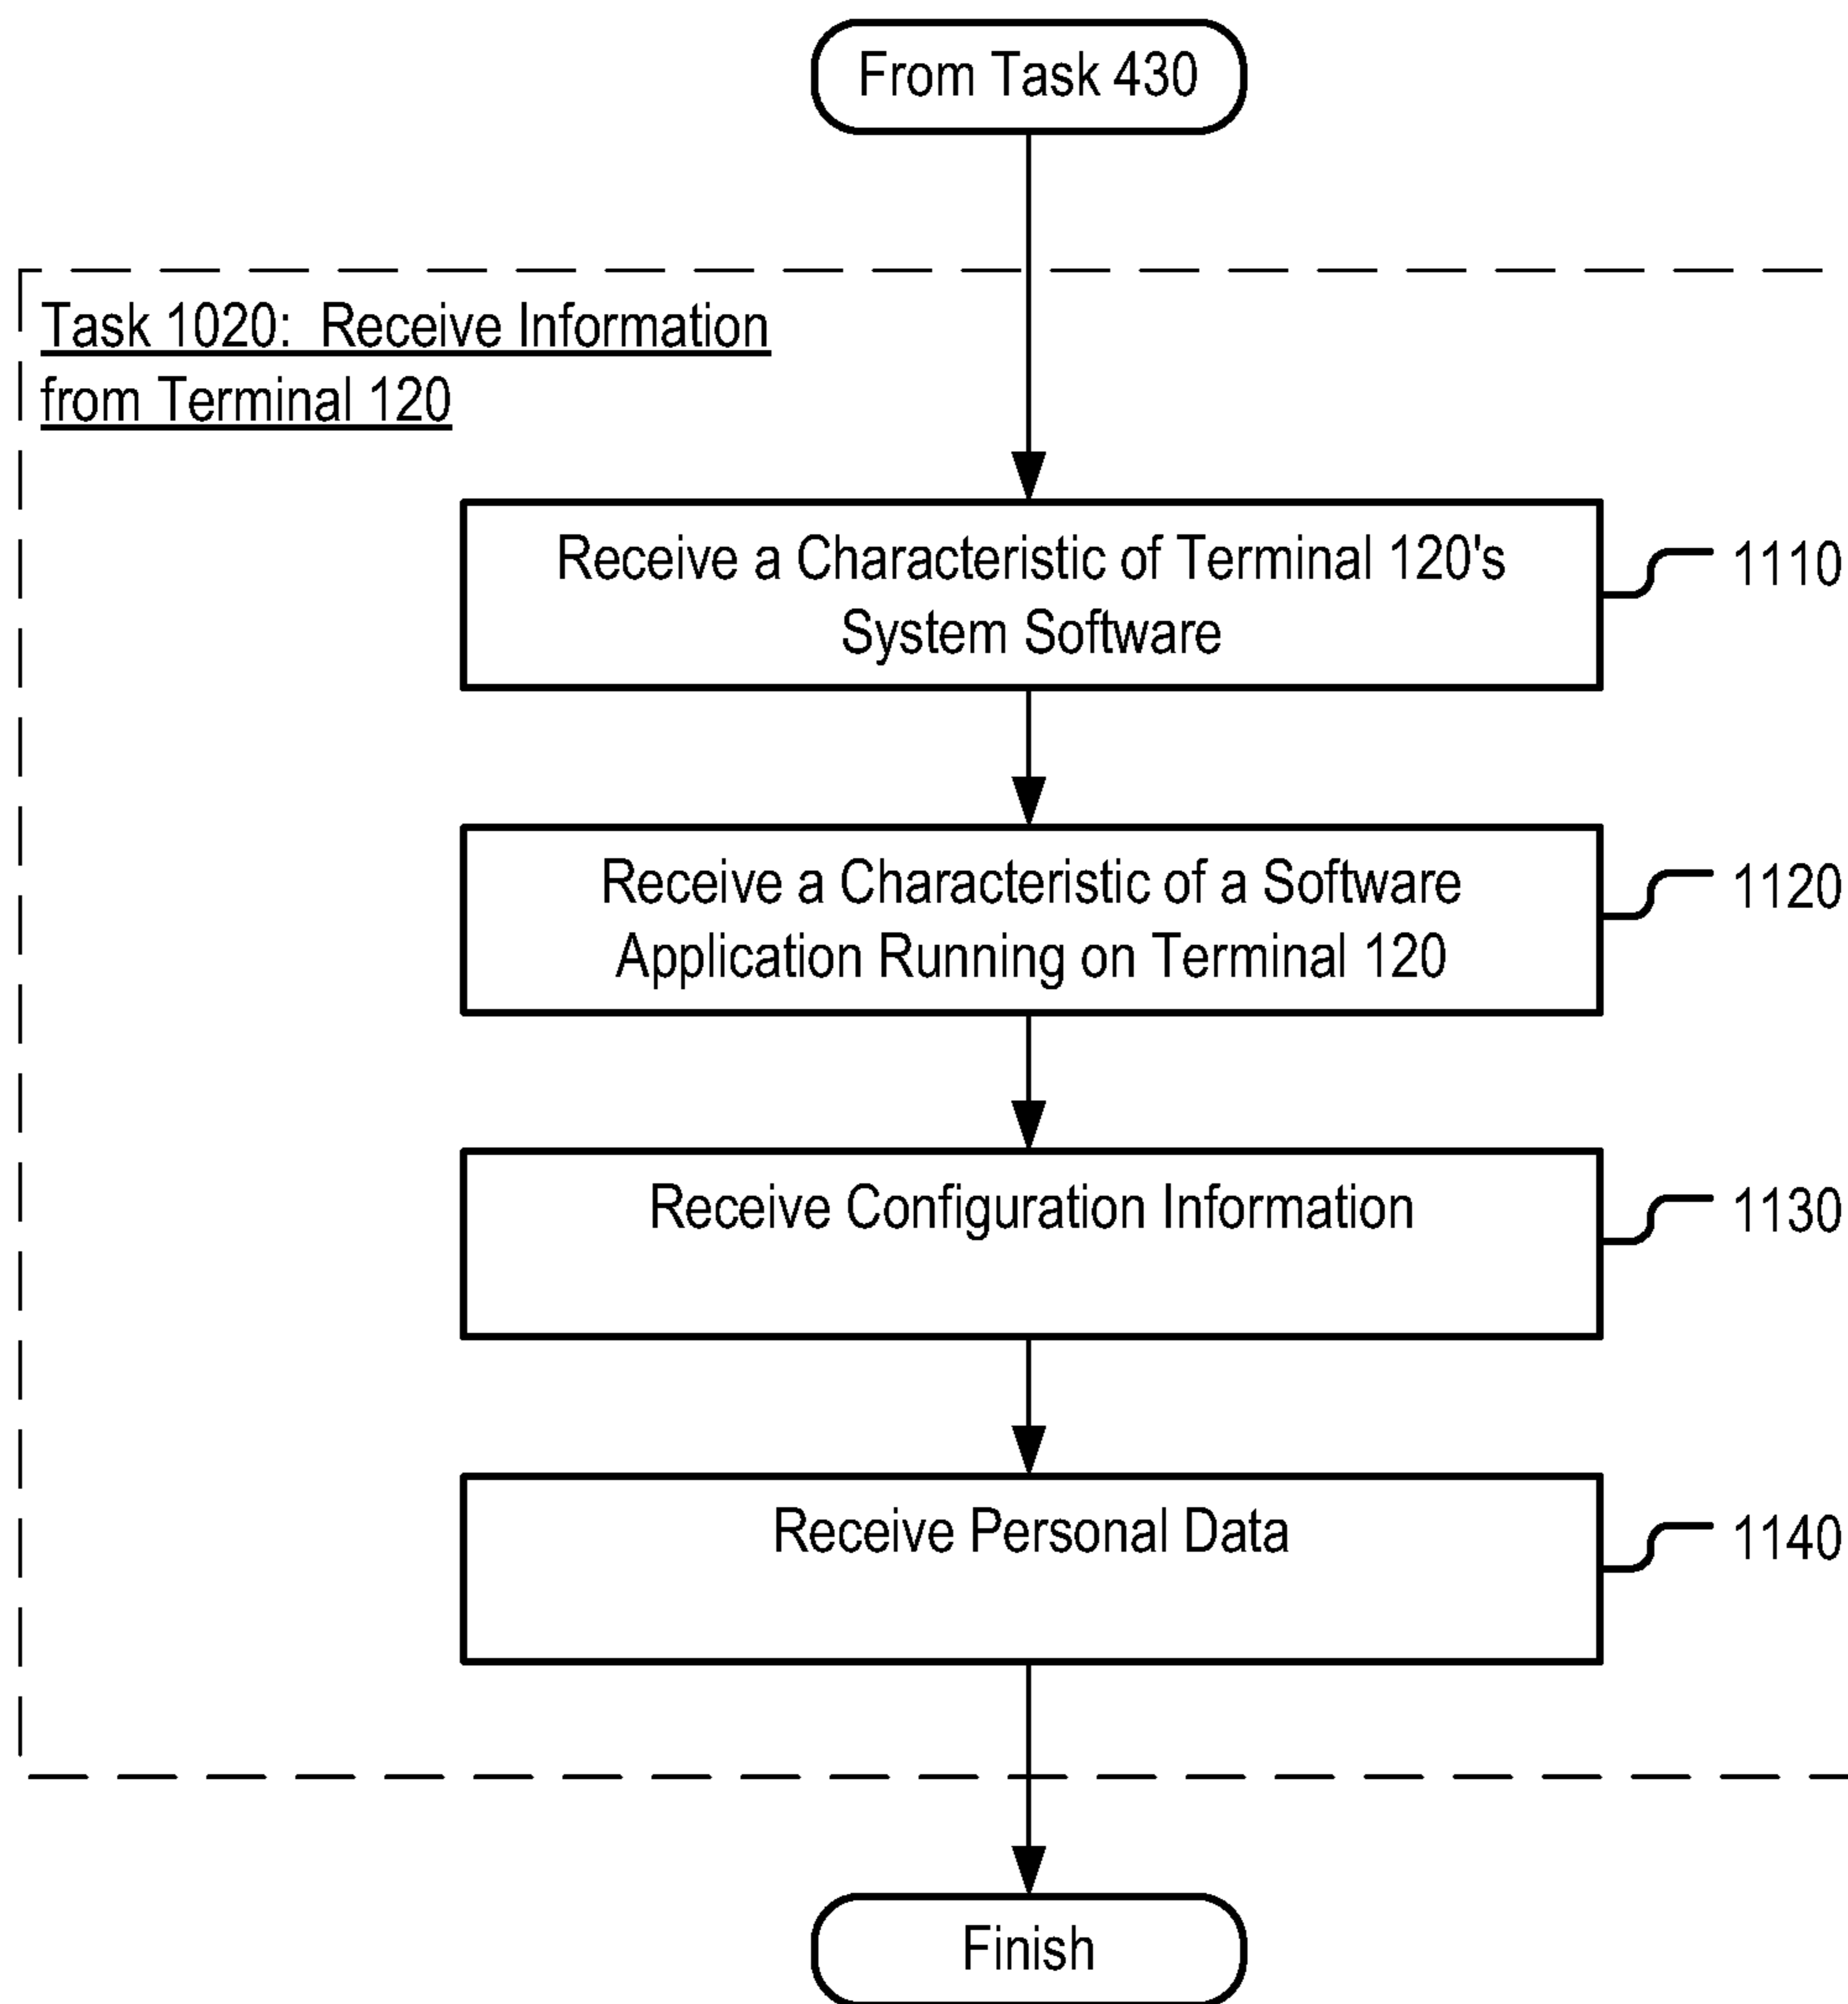 From Task 430
Task 1020: Receive Information
from Terminal 120
Receive a Characteristic of Terminal 120's
System Software
1110
Receive a Characteristic of a Software
Application Running on Terminal 120
1120
Receive Configuration Information
1130
Receive Personal Data
1140
Finish